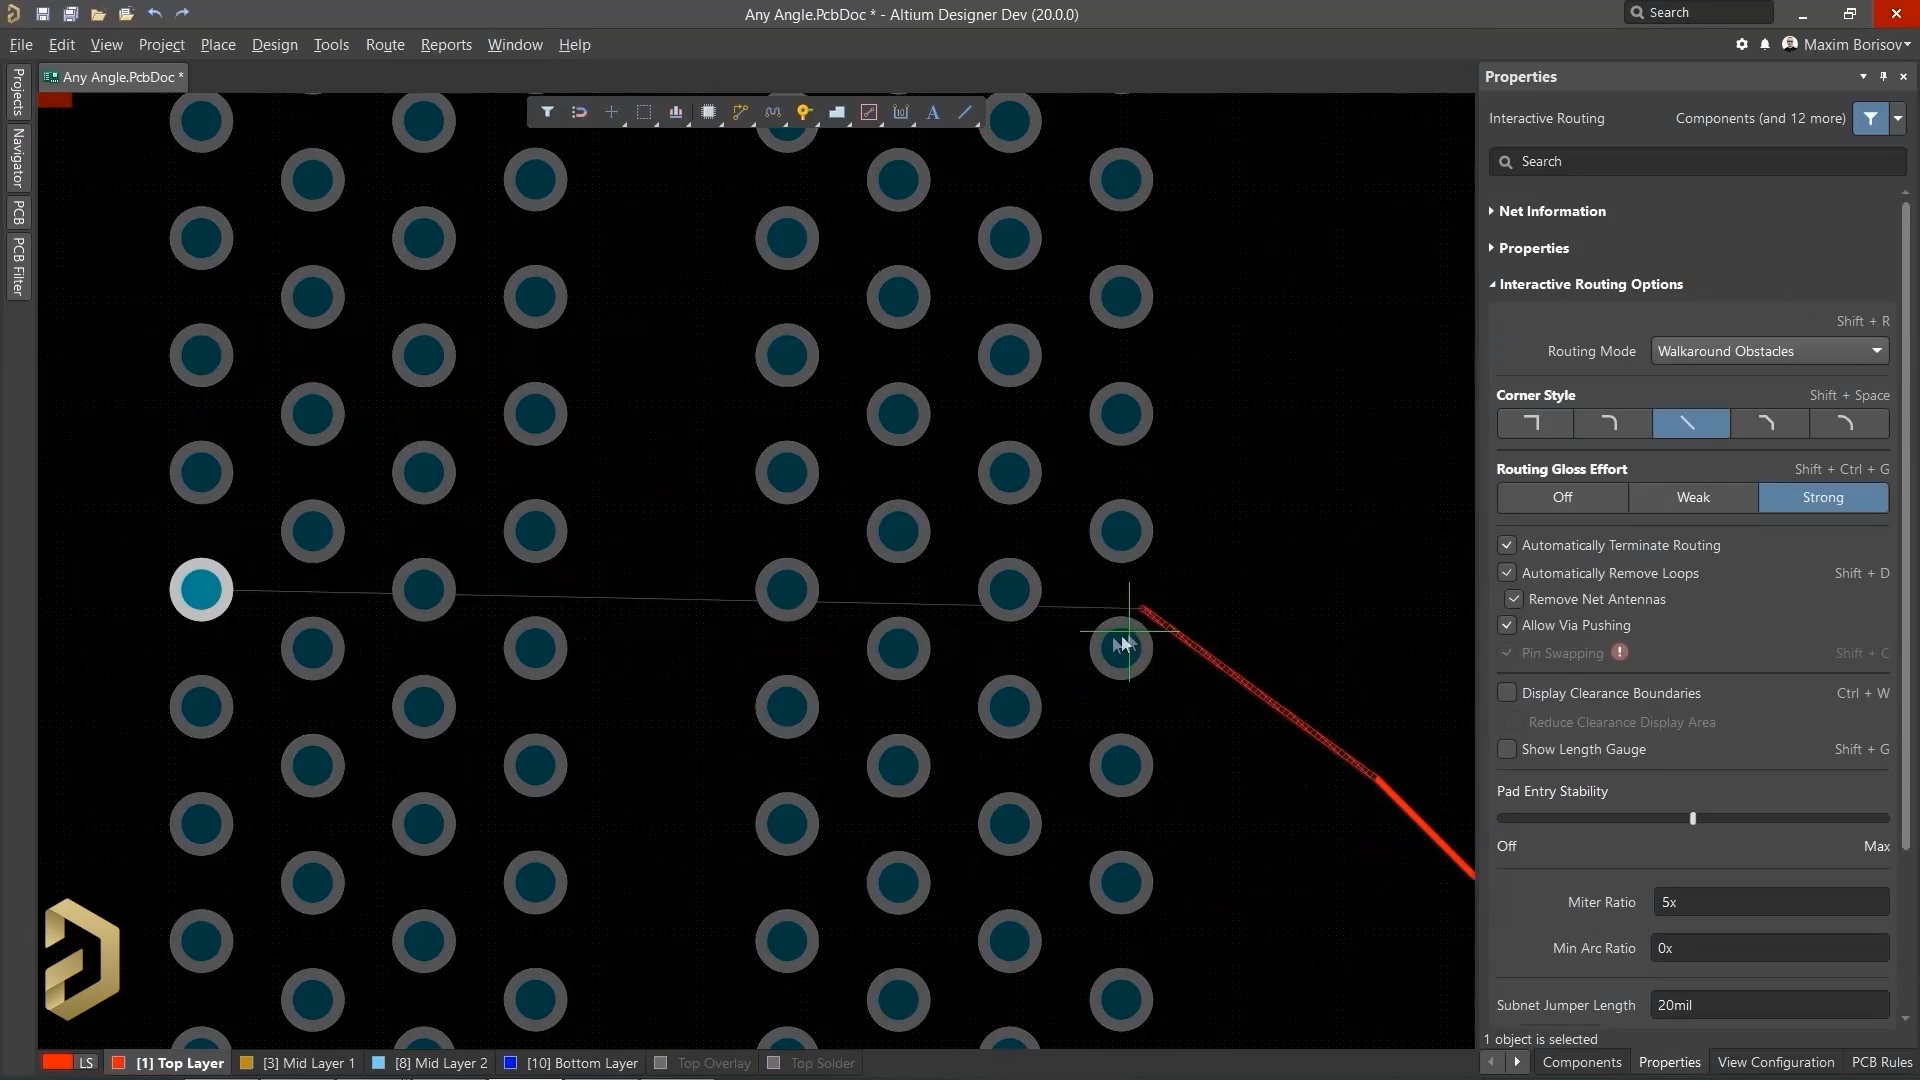 Any Angle.PcbDoc * - Altium Designer Dev (20.0.0)
Search
File Edit View Project Place Design Tools Route Reports Window Help
Maxim Borisov
Projects
Navigator
PCB
PCB Filter
Any Angle.PcbDoc *
Properties
Interactive Routing Components (and 12 more)
Search
Net Information
Properties
Interactive Routing Options
Shift + R
Routing Mode Walkaround Obstacles
Corner Style Shift + Space
Routing Gloss Effort Shift + Ctrl + G
Off Weak Strong
Automatically Terminate Routing
Automatically Remove Loops Shift + D
Remove Net Antennas
Allow Via Pushing
Pin Swapping Shift + C
Display Clearance Boundaries Ctrl + W
Reduce Clearance Display Area
Show Length Gauge Shift + G
Pad Entry Stability
Off Max
Miter Ratio 5x
Min Arc Ratio 0x
Subnet Jumper Length 20mil
1 object is selected
LS [1] Top Layer [3] Mid Layer 1 [8] Mid Layer 2 [10] Bottom Layer Top Overlay Top Solder
Components Properties View Configuration PCB Rules